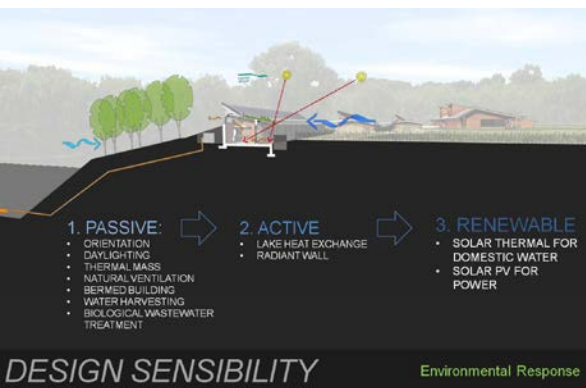 1. PASSIVE:
• ORIENTATION
• DAYLIGHTING
• THERMAL MASS
• NATURAL VENTILATION
• BERMED BUILDING
• WATER HARVESTING
• BIOLOGICAL WASTEWATER
TREATMENT
2. ACTIVE
• LAKE HEAT EXCHANGE
• RADIANT WALL
3. RENEWABLE
• SOLAR THERMAL FOR
DOMESTIC WATER
• SOLAR PV FOR
POWER
DESIGN SENSIBILITY
Environmental Response